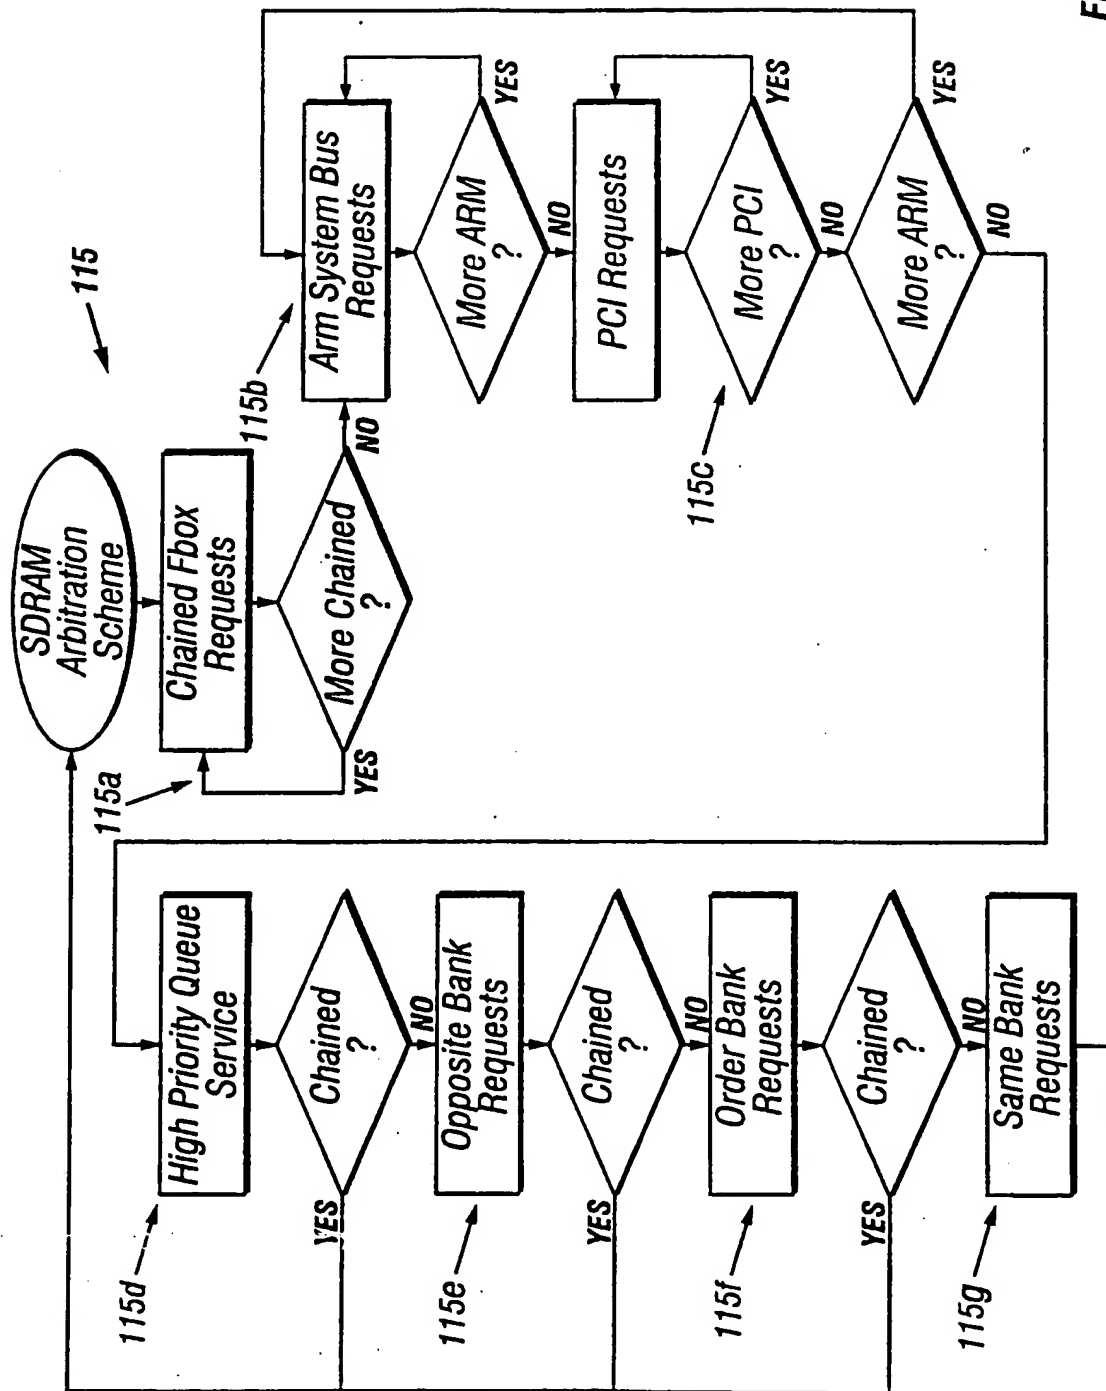 SDRAM
Arbitration
Scheme
115
115a
Chained Fbox
Requests
More Chained
?
YES
NO
115b
Arm System Bus
Requests
More ARM
?
YES
NO
PCI Requests
115c
More PCI
?
YES
NO
More ARM
?
YES
NO
115d
High Priority Queue
Service
Chained
?
YES
NO
115e
Opposite Bank
Requests
Chained
?
YES
NO
115f
Order Bank
Requests
Chained
?
YES
NO
115g
Same Bank
Requests